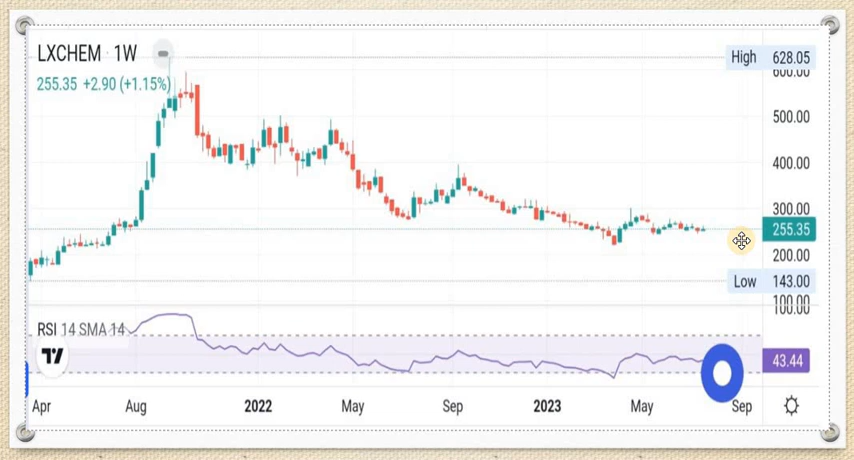 LXCHEM · 1W
255.35 +2.90 (+1.15%)
High 628.05
600.00
500.00
400.00
300.00
255.35
200.00
Low 143.00
100.00
100.00
RSI 14 SMA 14
43.44
Apr Aug 2022 May Sep 2023 May Sep